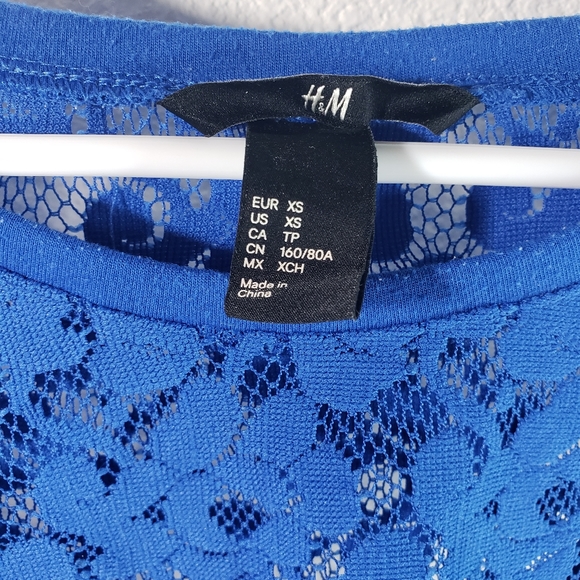 H&M
EUR XS
US XS
CA TP
CN 160/80A
MX XCH
Made in
China